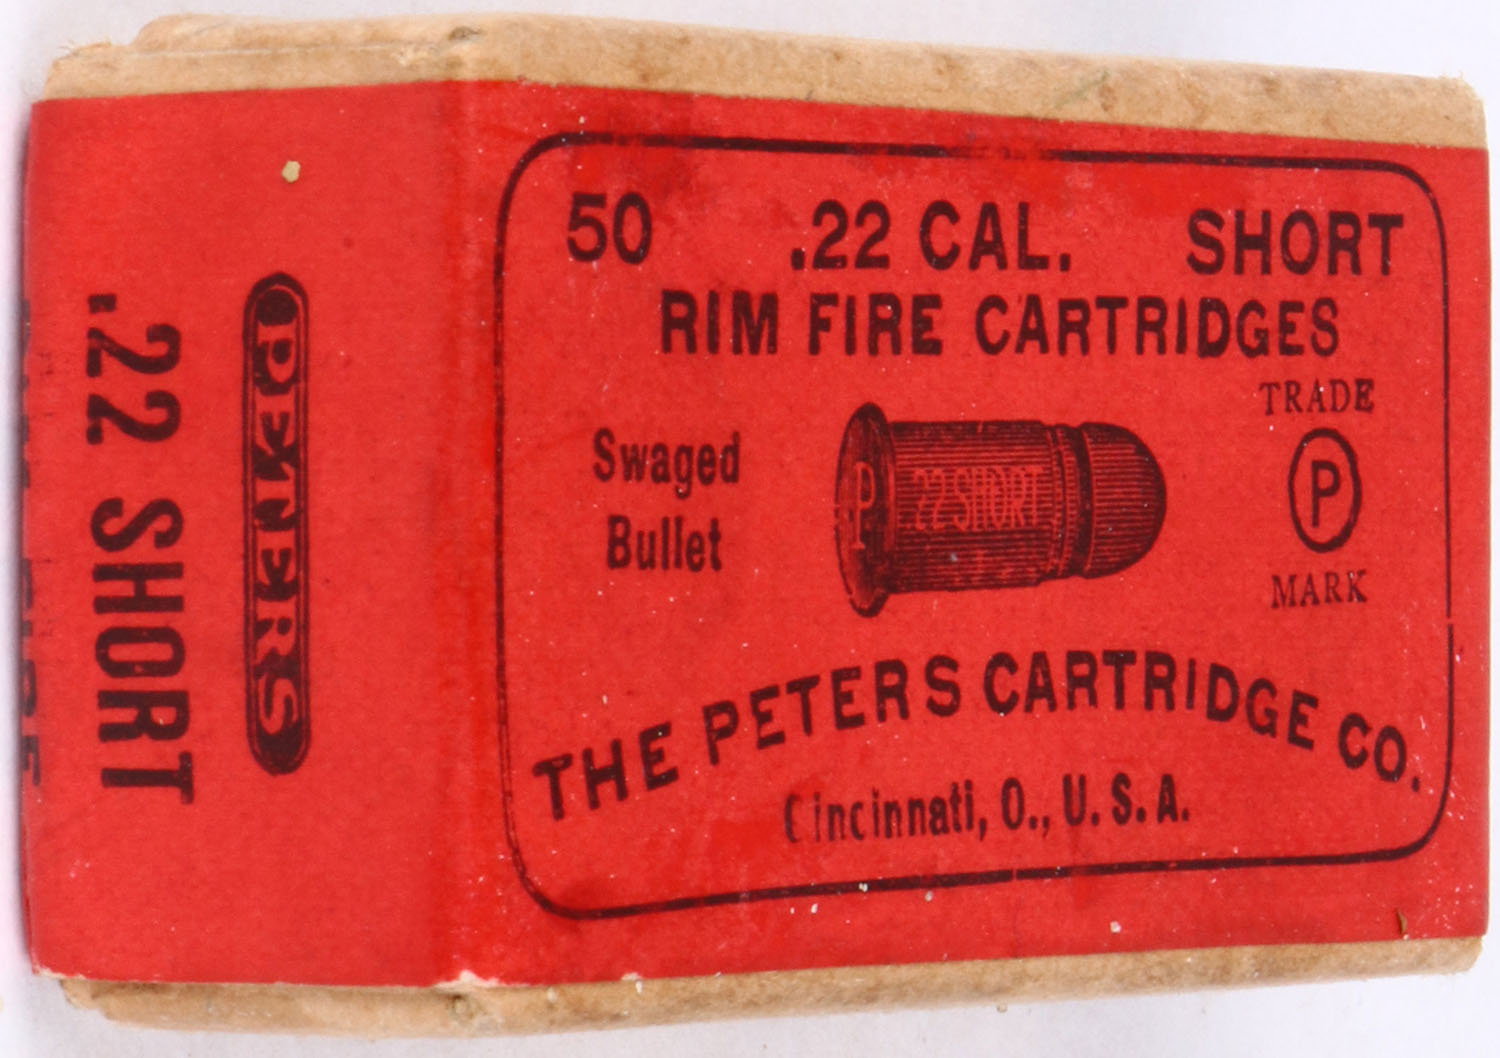 50 .22 CAL. SHORT
RIM FIRE CARTRIDGES
Swaged
Bullet
P
.22 SHORT
TRADE
P
MARK
THE PETERS CARTRIDGE CO.
Cincinnati, O., U. S. A.
PETERS
.22 SHORT